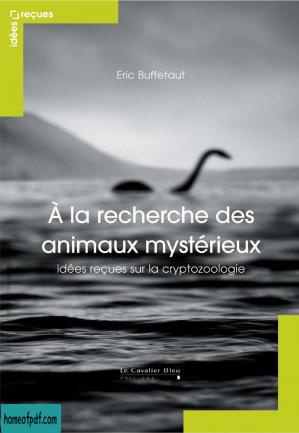 idées reçues
Eric Buffetaut
À la recherche des
animaux mystérieux
idées reçues sur la cryptozoologie
Le Cavalier Bleu
EDITIONS
homeofpdf.com